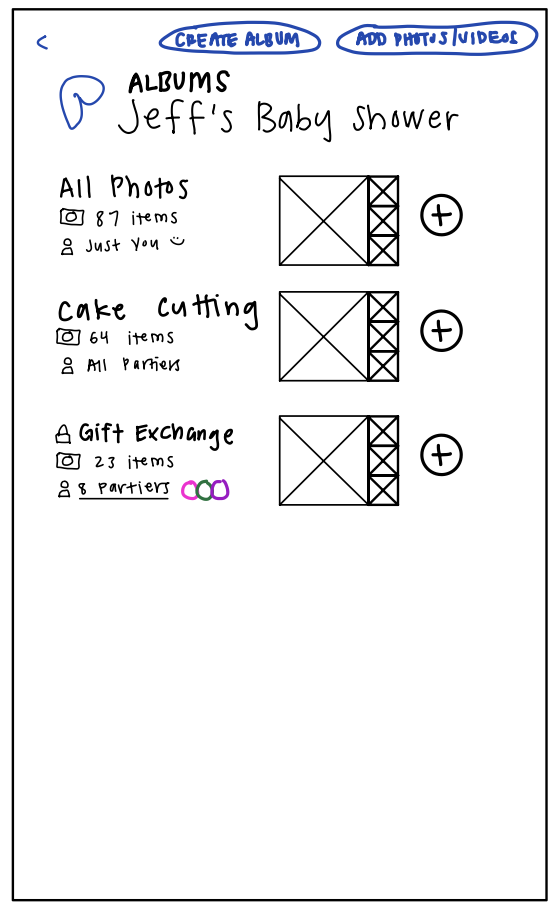 <
CREATE ALBUM
ADD PHOTOS/VIDEOS
ALBUMS
Jeff's Baby Shower
All Photos
87 items
Just You
Cake Cutting
64 items
All Partiers
Gift Exchange
23 items
8 Partiers